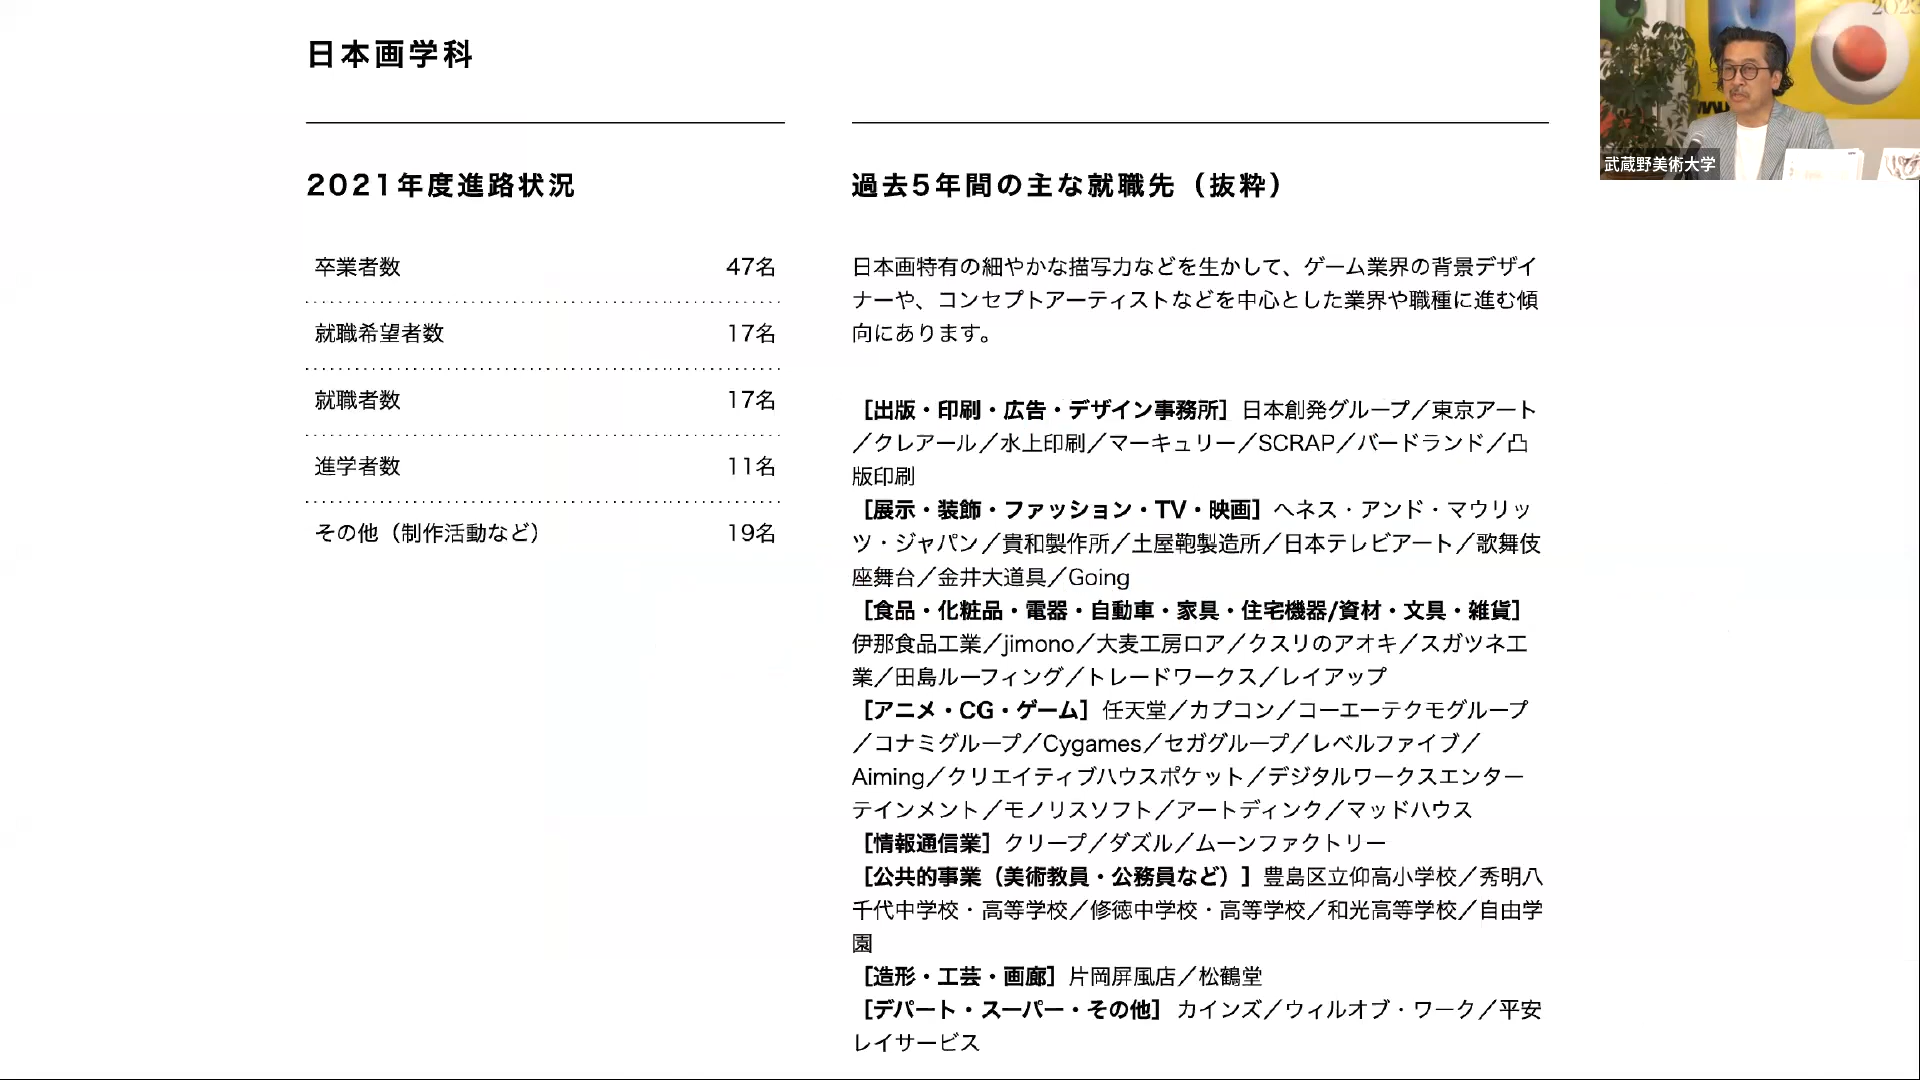 日本画学科
2021年度進路状況
卒業者数 47名
就職希望者数 17名
就職者数 17名
進学者数 11名
その他（制作活動など） 19名
過去5年間の主な就職先（抜粋）
日本画特有の細やかな描写力などを生かして、ゲーム業界の背景デザイ
ナーや、コンセプトアーティストなどを中心とした業界や職種に進む傾
向にあります。
［出版・印刷・広告・デザイン事務所］日本創発グループ／東京アート
／クレアール／水上印刷／マーキュリー／SCRAP／バードランド／凸
版印刷
［展示・装飾・ファッション・TV・映画］ヘネス・アンド・マウリッ
ツ・ジャパン／貴和製作所／土屋鞄製造所／日本テレビアート／歌舞伎
座舞台／金井大道具／Going
［食品・化粧品・電器・自動車・家具・住宅機器/資材・文具・雑貨］
伊那食品工業／jimono／大麦工房ロア／クスリのアオキ／スガツネ工
業／田島ルーフィング／トレードワークス／レイアップ
［アニメ・CG・ゲーム］任天堂／カプコン／コーエーテクモグループ
／コナミグループ／Cygames／セガグループ／レベルファイブ／
Aiming／クリエイティブハウスポケット／デジタルワークスエンター
テインメント／モノリスソフト／アートディンク／マッドハウス
［情報通信業］クリープ／ダズル／ムーンファクトリー
［公共的事業（美術教員・公務員など）］豊島区立仰高小学校／秀明八
千代中学校・高等学校／修徳中学校・高等学校／和光高等学校／自由学
園
［造形・工芸・画廊］片岡屏風店／松鶴堂
［デパート・スーパー・その他］カインズ／ウィルオブ・ワーク／平安
レイサービス
2023
武蔵野美術大学